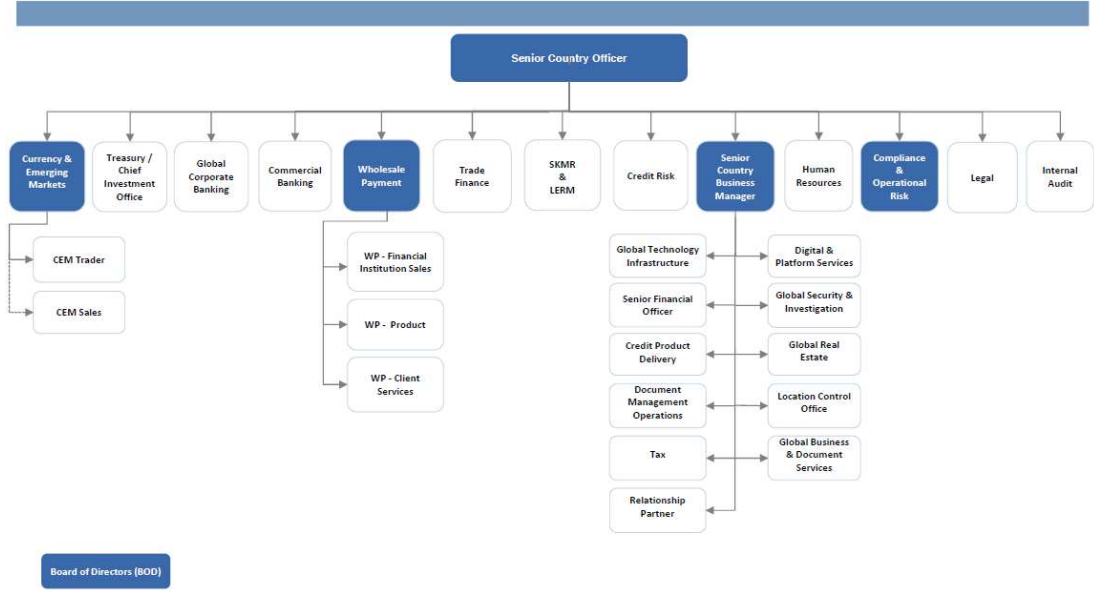 Senior Country Officer
Currency &
Emerging
Markets
Treasury /
Chief
Investment
Office
Global
Corporate
Banking
Commercial
Banking
Wholesale
Payment
Trade
Finance
SKMR
&
LERM
Credit Risk
Senior
Country
Business
Manager
Human
Resources
Compliance
&
Operational
Risk
Legal
Internal
Audit
CEM Trader
CEM Sales
WP - Financial
Institution Sales
WP - Product
WP - Client
Services
Global Technology
Infrastructure
Digital &
Platform Services
Senior Financial
Officer
Global Security &
Investigation
Credit Product
Delivery
Global Real
Estate
Document
Management
Operations
Location Control
Office
Tax
Global Business
& Document
Services
Relationship
Partner
Board of Directors (BOD)